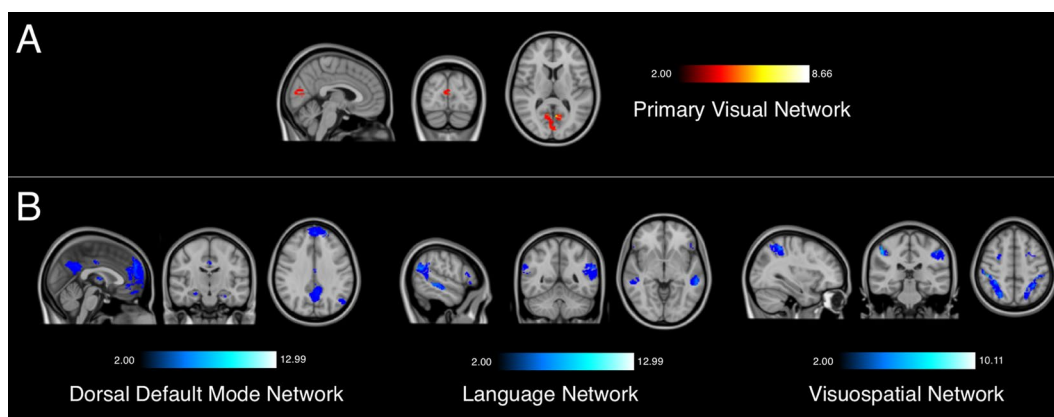 A
2.00
8.66
Primary Visual Network
B
2.00
12.99
Dorsal Default Mode Network
2.00
12.99
Language Network
2.00
10.11
Visuospatial Network